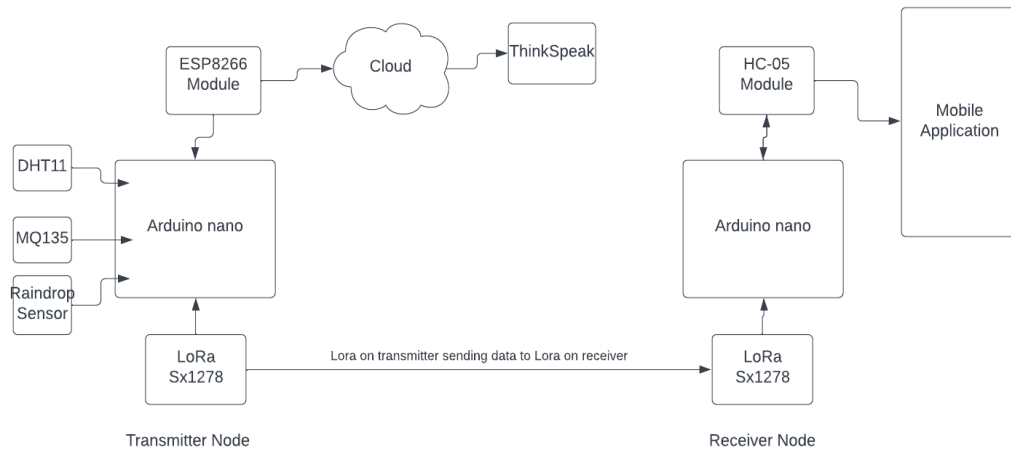 ESP8266
Module
Cloud
ThinkSpeak
HC-05
Module
Mobile
Application
DHT11
MQ135
Raindrop
Sensor
Arduino nano
Arduino nano
LoRa
Sx1278
Lora on transmitter sending data to Lora on receiver
LoRa
Sx1278
Transmitter Node
Receiver Node